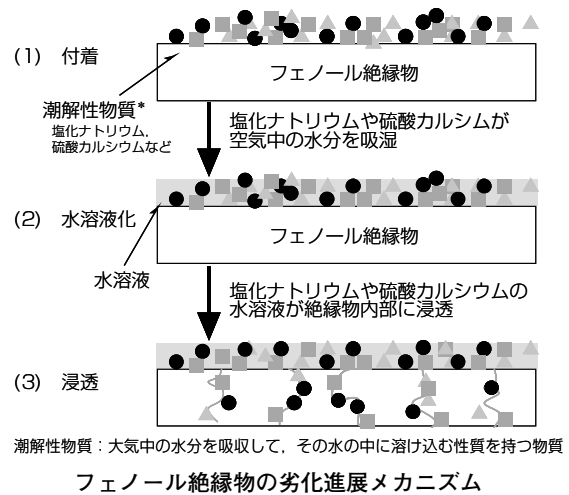 (1) 付着
フェノール絶縁物
潮解性物質*
塩化ナトリウム,
硫酸カルシウムなど
塩化ナトリウムや硫酸カルシムが
空気中の水分を吸湿
(2) 水溶液化
フェノール絶縁物
水溶液
塩化ナトリウムや硫酸カルシウムの
水溶液が絶縁物内部に浸透
(3) 浸透
潮解性物質：大気中の水分を吸収して，その水の中に溶け込む性質を持つ物質
フェノール絶縁物の劣化進展メカニズム